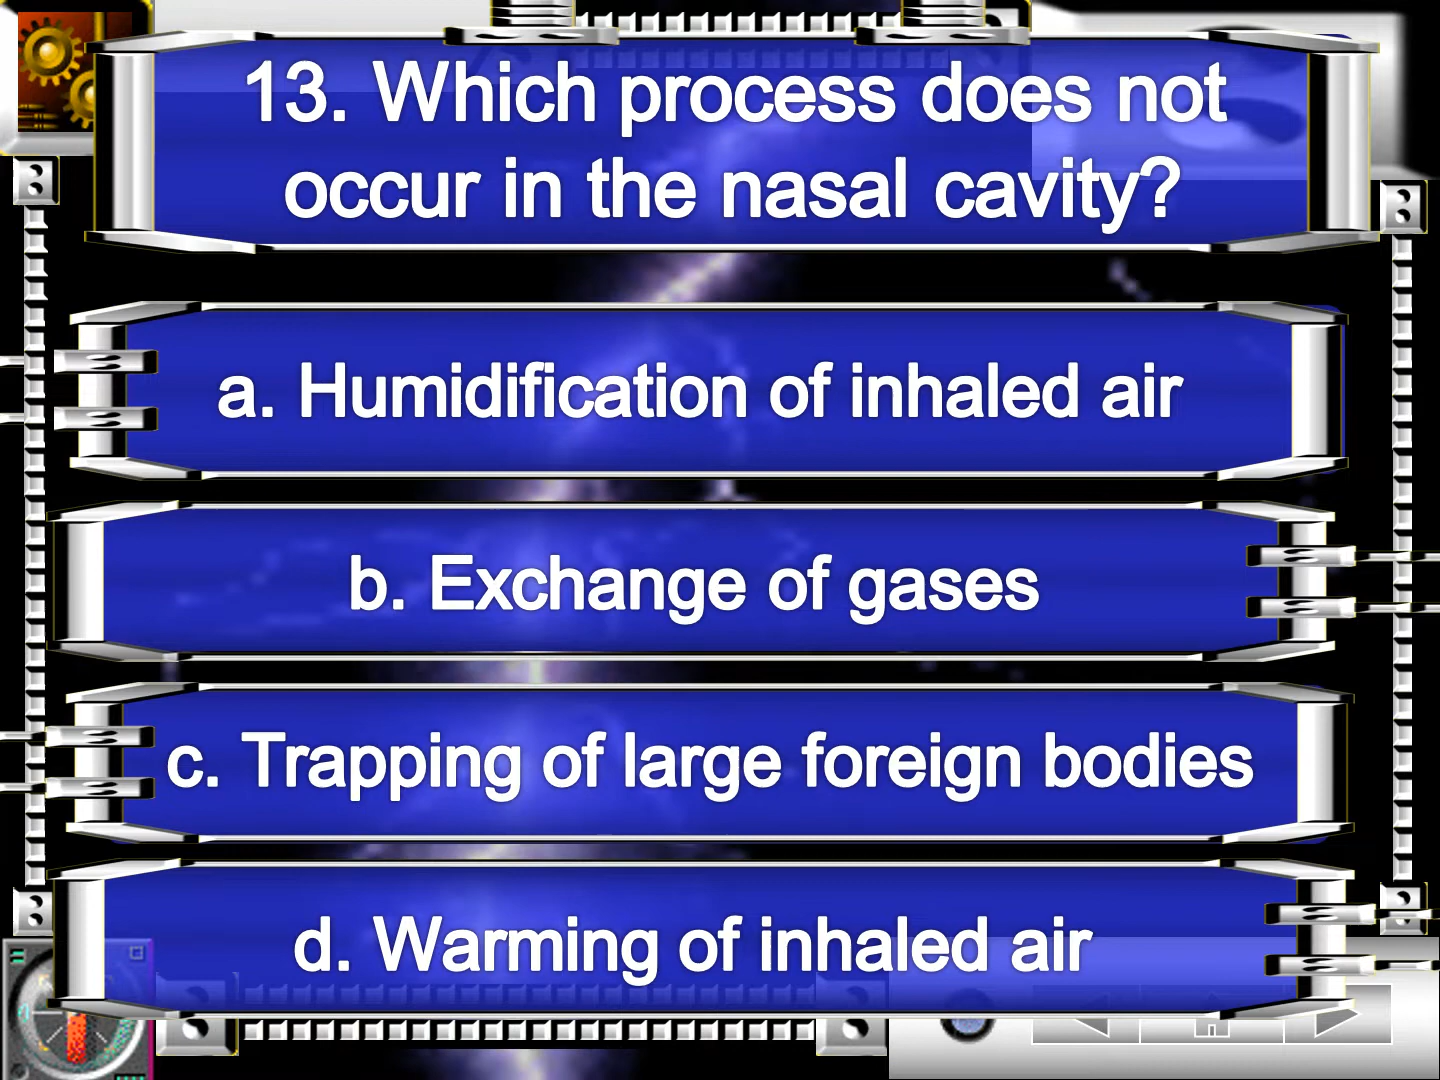 13. Which process does not
occur in the nasal cavity?
a. Humidification of inhaled air
b. Exchange of gases
c. Trapping of large foreign bodies
d. Warming of inhaled air